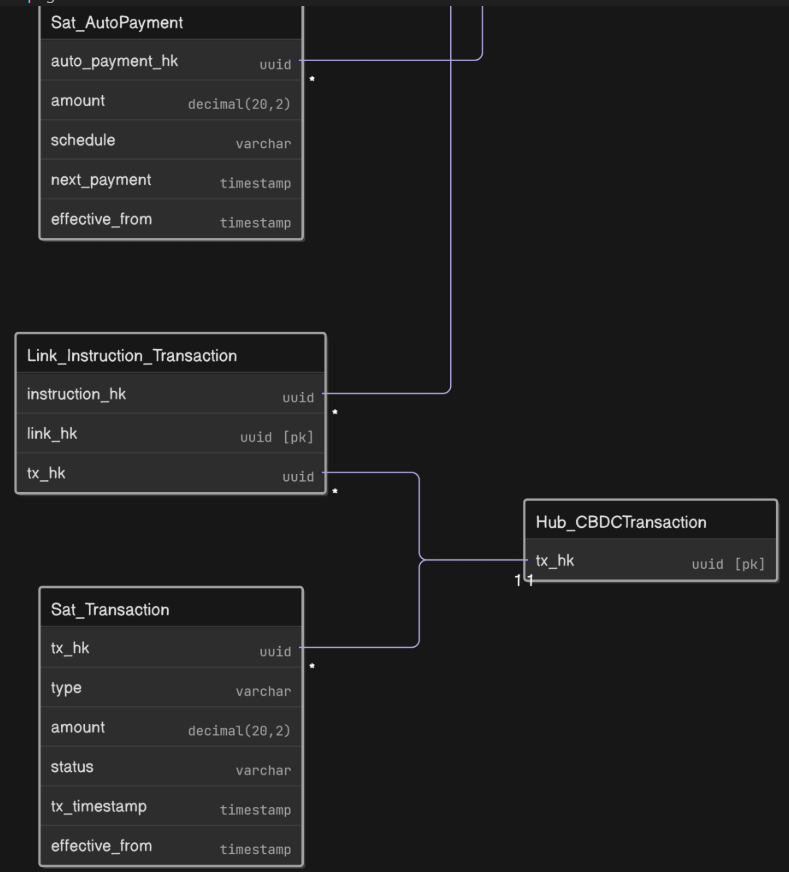 Sat_AutoPayment
auto_payment_hk uuid
*
amount decimal(20,2)
schedule varchar
next_payment timestamp
effective_from timestamp
Link_Instruction_Transaction
instruction_hk uuid
*
link_hk uuid [pk]
tx_hk uuid
*
Hub_CBDCTransaction
tx_hk uuid [pk]
11
Sat_Transaction
tx_hk uuid
*
type varchar
amount decimal(20,2)
status varchar
tx_timestamp timestamp
effective_from timestamp